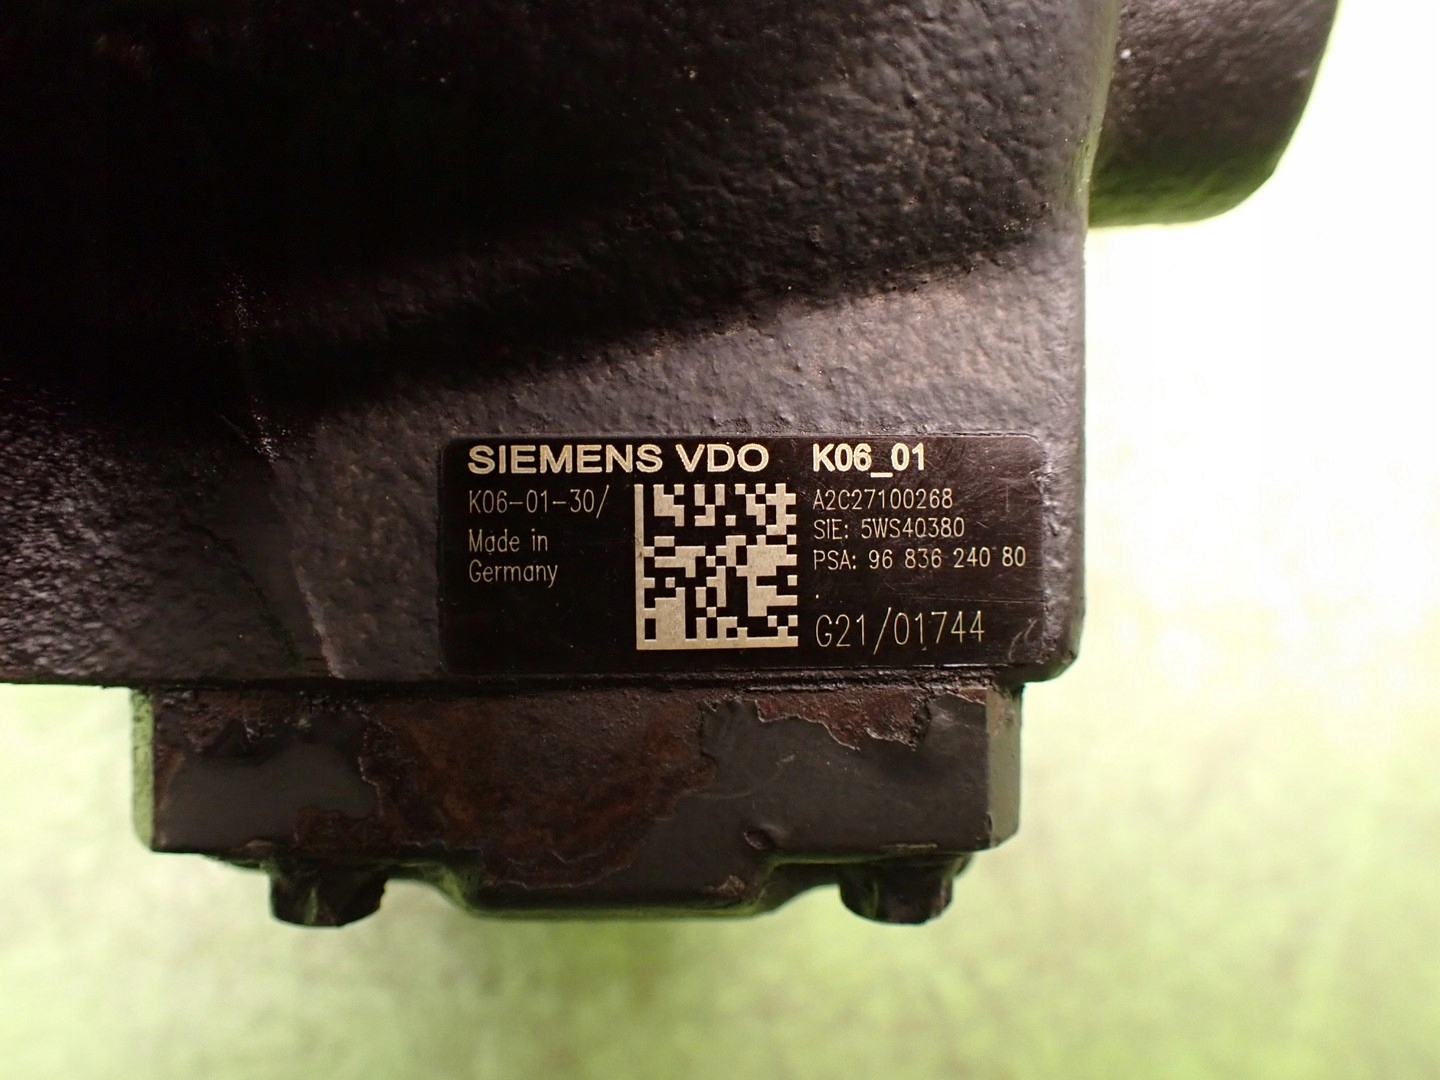 SIEMENS VDO K06_01
K06-01-30/
Made in
Germany
A2C27100268
SIE: 5WS40380
PSA: 96 836 240 80
.
G21/01744